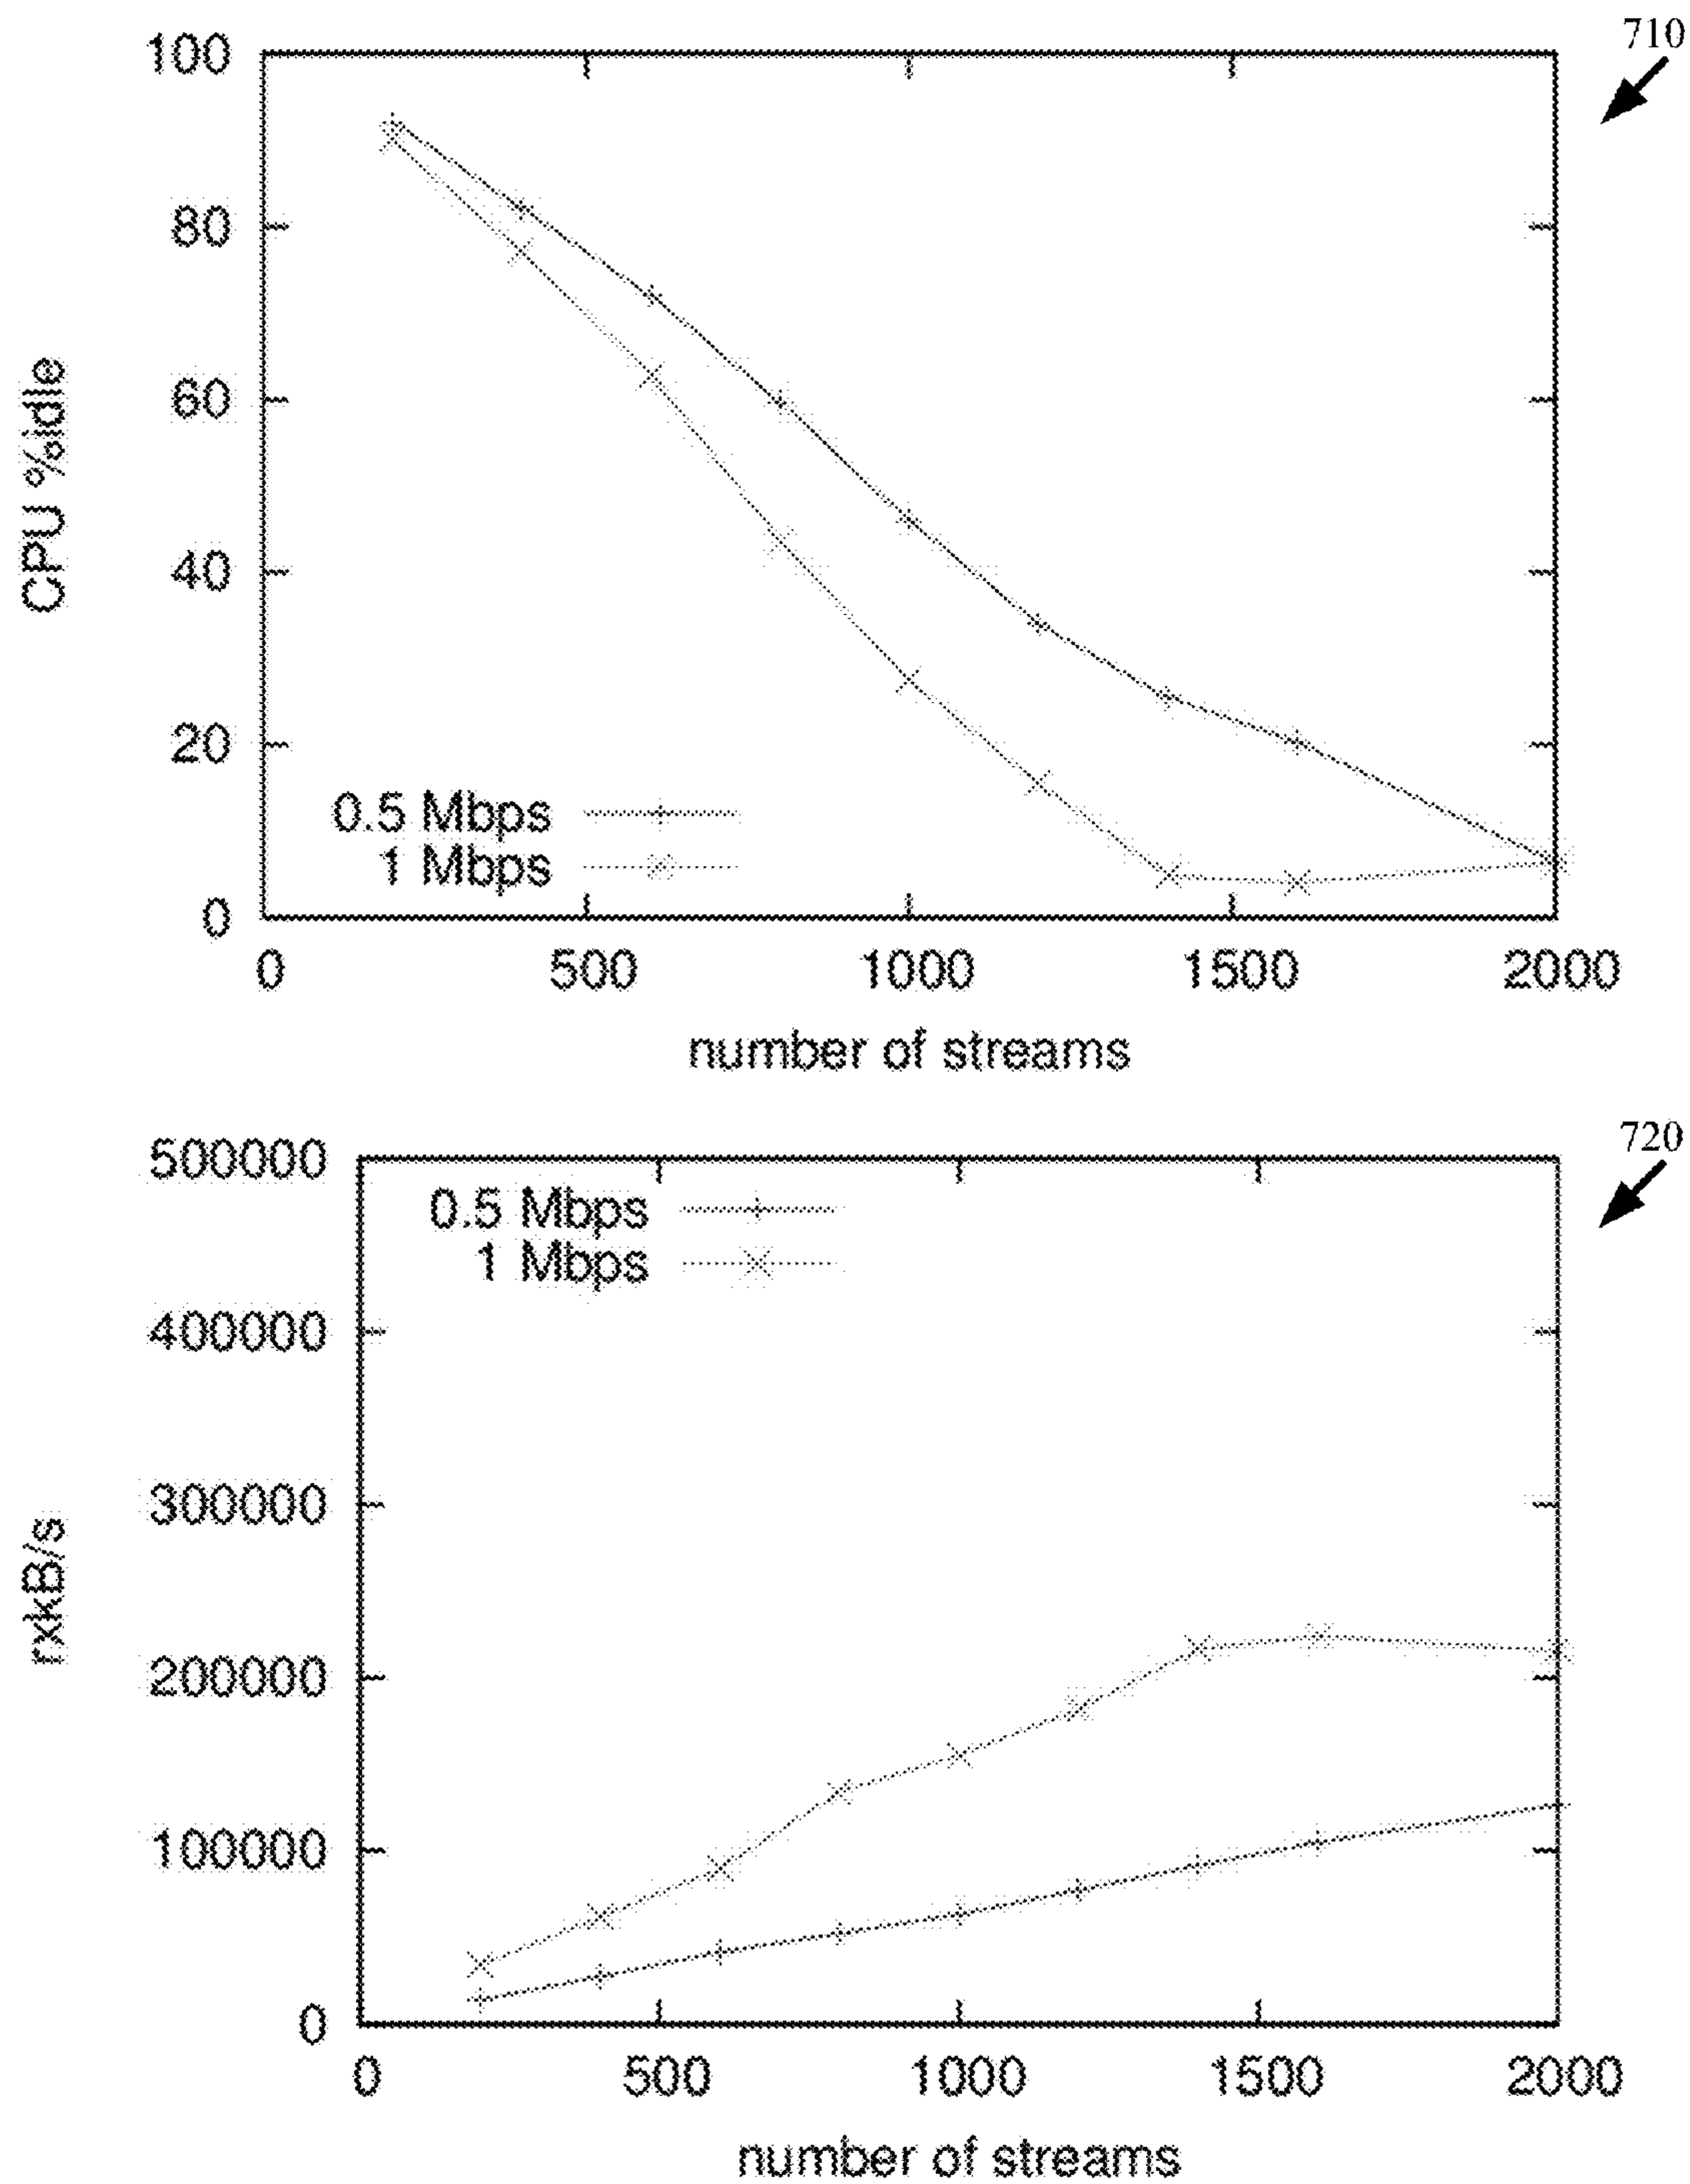 710
100
80
60
40
20
0
CPU %idle
0.5 Mbps
1 Mbps
0 500 1000 1500 2000
number of streams
720
500000
400000
300000
200000
100000
0
rxkB/s
0.5 Mbps
1 Mbps
0 500 1000 1500 2000
number of streams